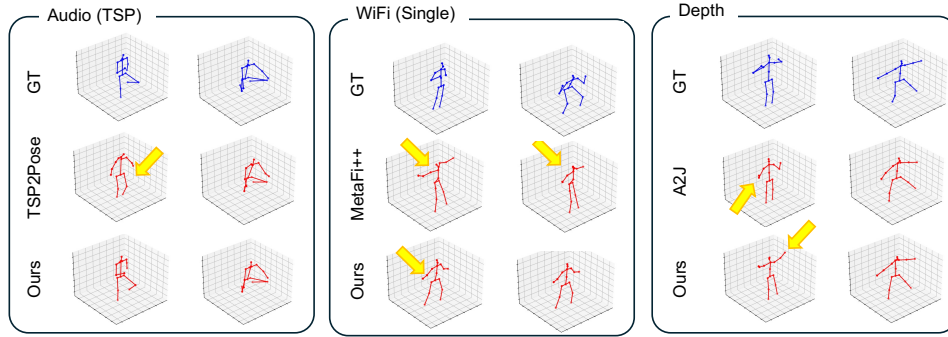 Audio (TSP)
GT
TSP2Pose
Ours
WiFi (Single)
GT
MetaFi++
Ours
Depth
GT
A2J
Ours